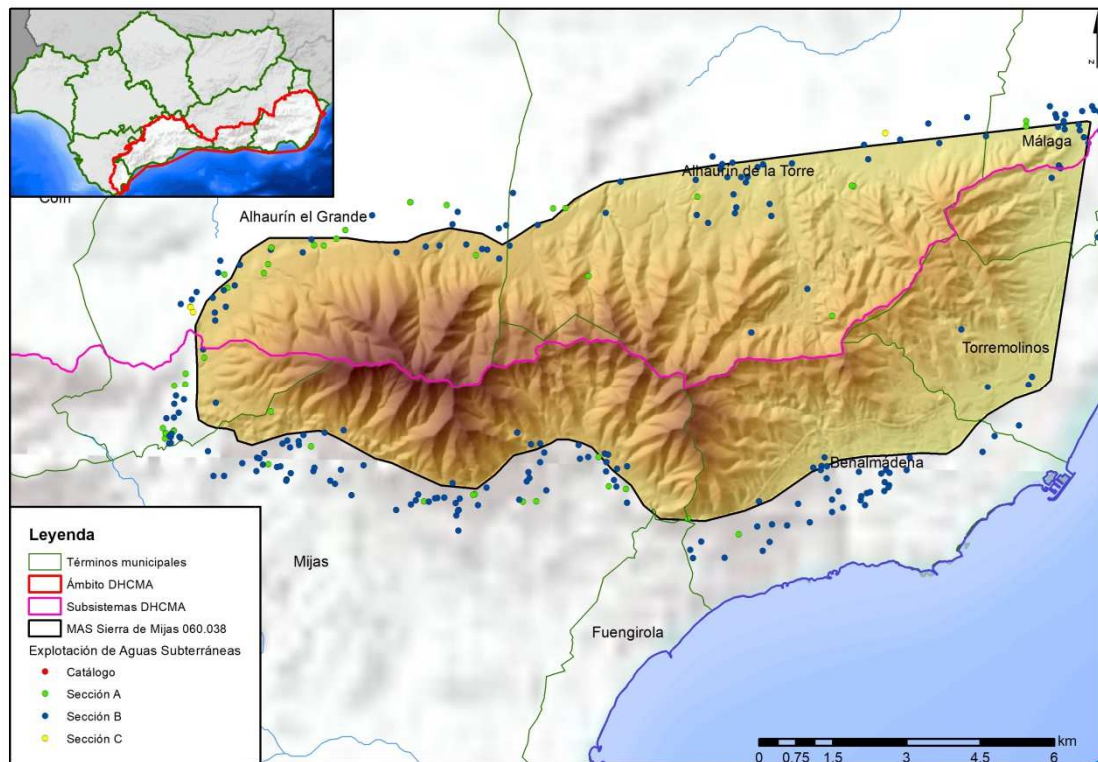 z
Málaga
Alhaurín de la Torre
Alhaurín el Grande
Torremolinos
Benalmádena
Mijas
Fuengirola
Leyenda
Términos municipales
Ámbito DHCMA
Subsistemas DHCMA
MAS Sierra de Mijas 060.038
Explotación de Aguas Subterráneas
Catálogo
Sección A
Sección B
Sección C
km
0 0.75 1.5 3 4.5 6